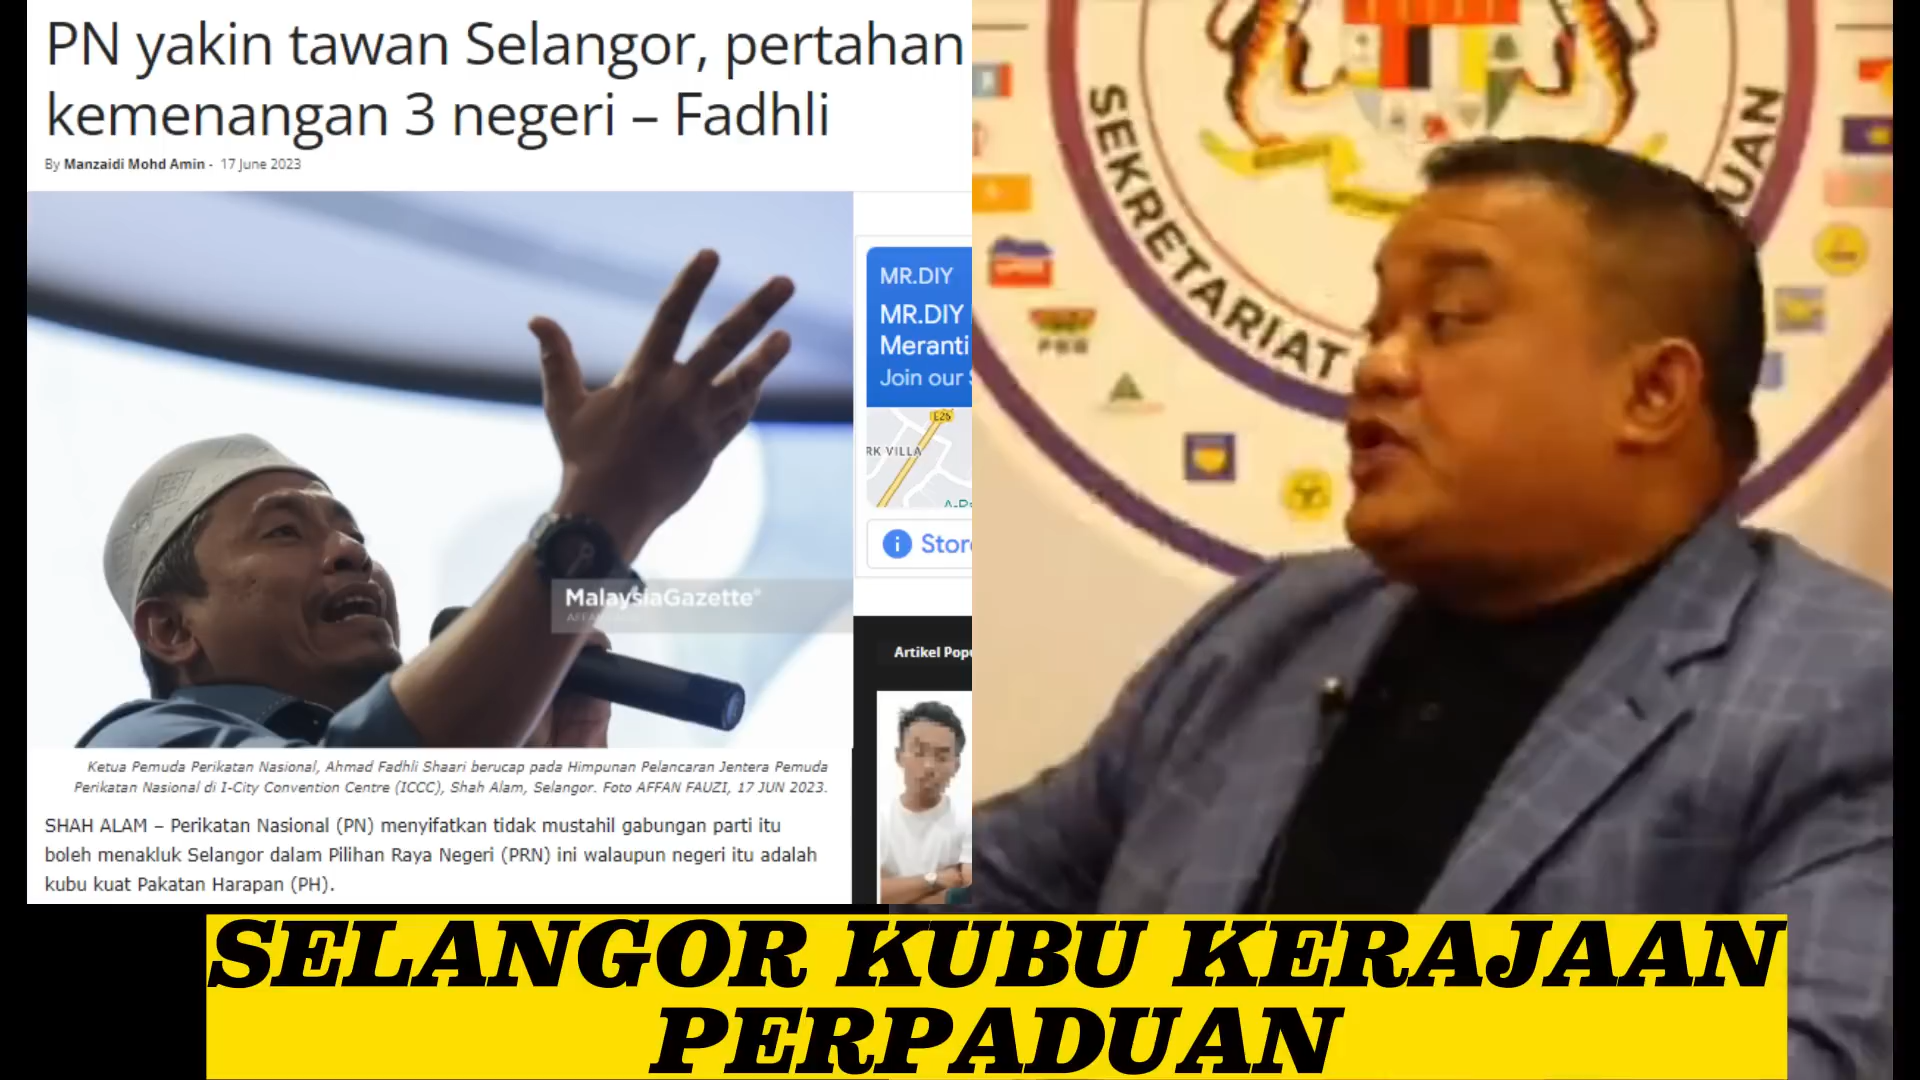 PN yakin tawan Selangor, pertahan
kemenangan 3 negeri – Fadhli
By Manzaidi Mohd Amin - 17 June 2023
MalaysiaGazette®
Ketua Pemuda Perikatan Nasional, Ahmad Fadhli Shaari berucap pada Himpunan Pelancaran Jentera Pemuda
Perikatan Nasional di I-City Convention Centre (ICCC), Shah Alam, Selangor. Foto AFFAN FAUZI, 17 JUN 2023.
SHAH ALAM – Perikatan Nasional (PN) menyifatkan tidak mustahil gabungan parti itu
boleh menakluk Selangor dalam Pilihan Raya Negeri (PRN) ini walaupun negeri itu adalah
kubu kuat Pakatan Harapan (PH).
MR.DIY
MR.DIY
Meranti
Join our
E26
RK VILLA
Store
Artikel Popu
SEKRETARIAT
UAN
PBB
SELANGOR KUBU KERAJAAN
PERPADUAN